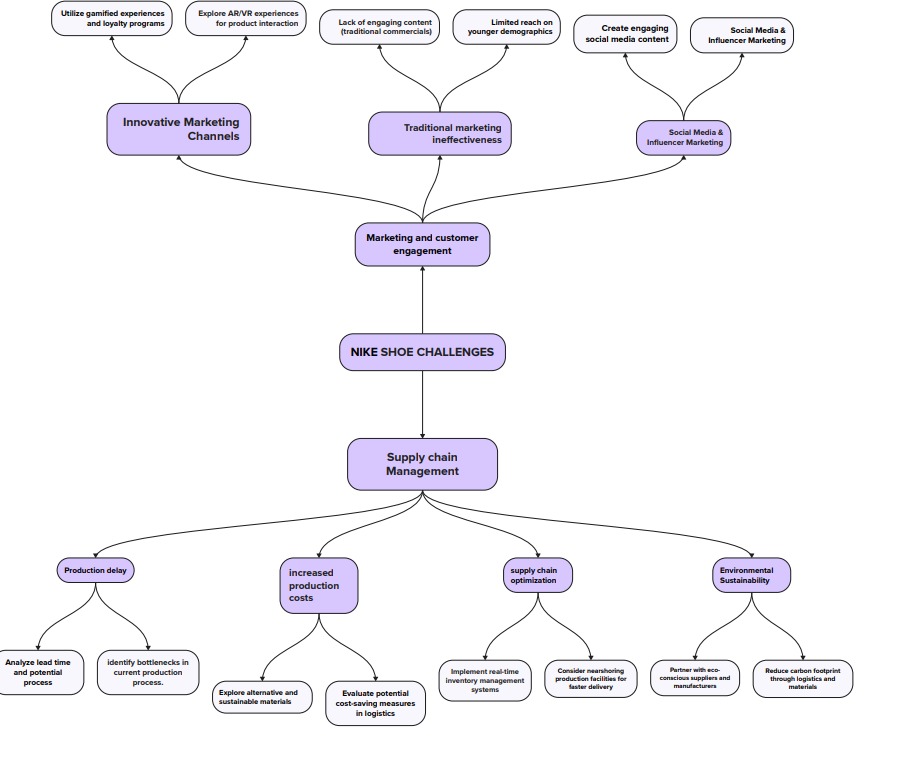 Utilize gamified experiences
and loyalty programs
Explore AR/VR experiences
for product interaction
Lack of engaging content
(traditional commercials)
Limited reach on
younger demographics
Create engaging
social media content
Social Media &
Influencer Marketing
Innovative Marketing
Channels
Traditional marketing
ineffectiveness
Social Media &
Influencer Marketing
Marketing and customer
engagement
NIKE SHOE CHALLENGES
Supply chain
Management
Production delay
increased
production
costs
supply chain
optimization
Environmental
Sustainability
Analyze lead time
and potential
process
identify bottlenecks in
current production
process.
Explore alternative and
sustainable materials
Evaluate potential
cost-saving measures
in logistics
Implement real-time
inventory management
systems
Consider nearshoring
production facilities for
faster delivery
Partner with eco-
conscious suppliers and
manufacturers
Reduce carbon footprint
through logistics and
materials